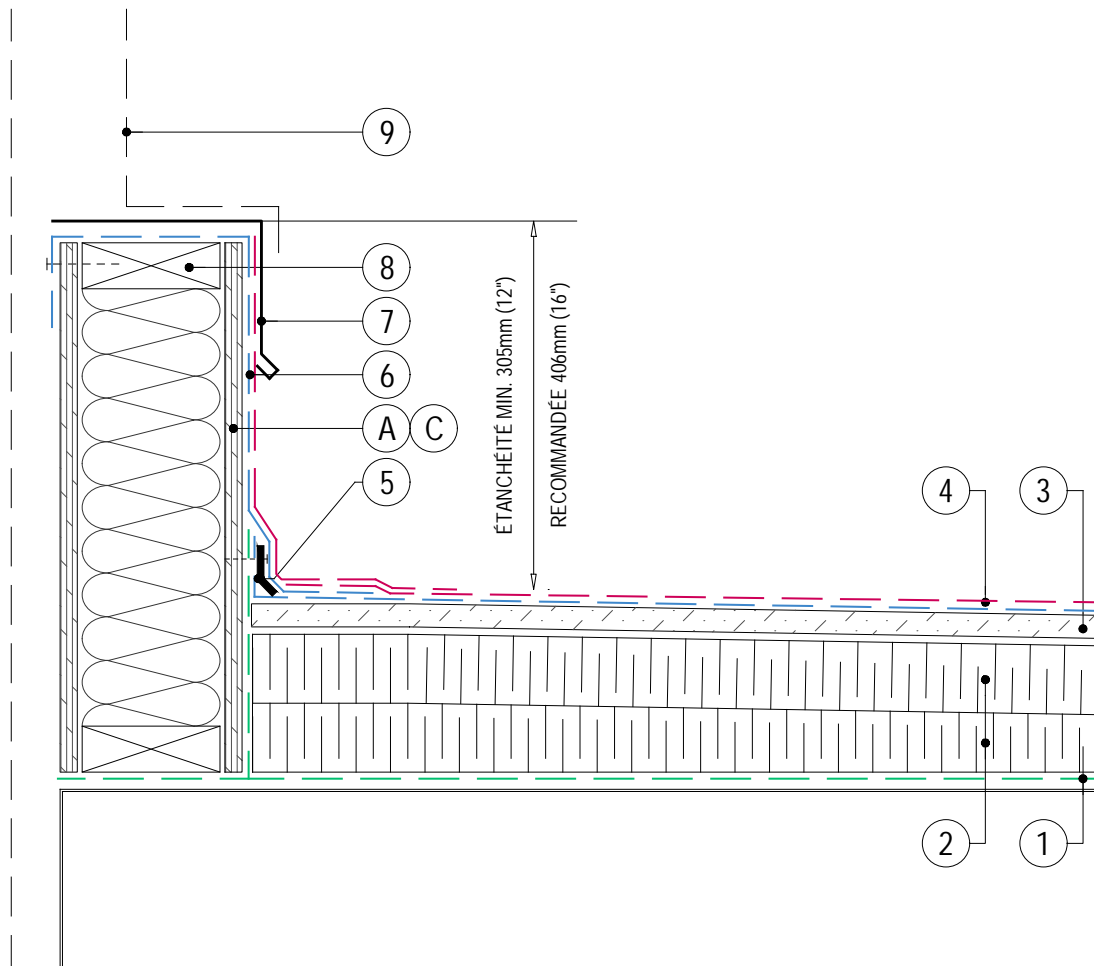 9
8
7
6
A C
5
ÉTANCHÉITÉ MIN. 305mm (12")
RECOMMANDÉE 406mm (16")
4 3
2 1